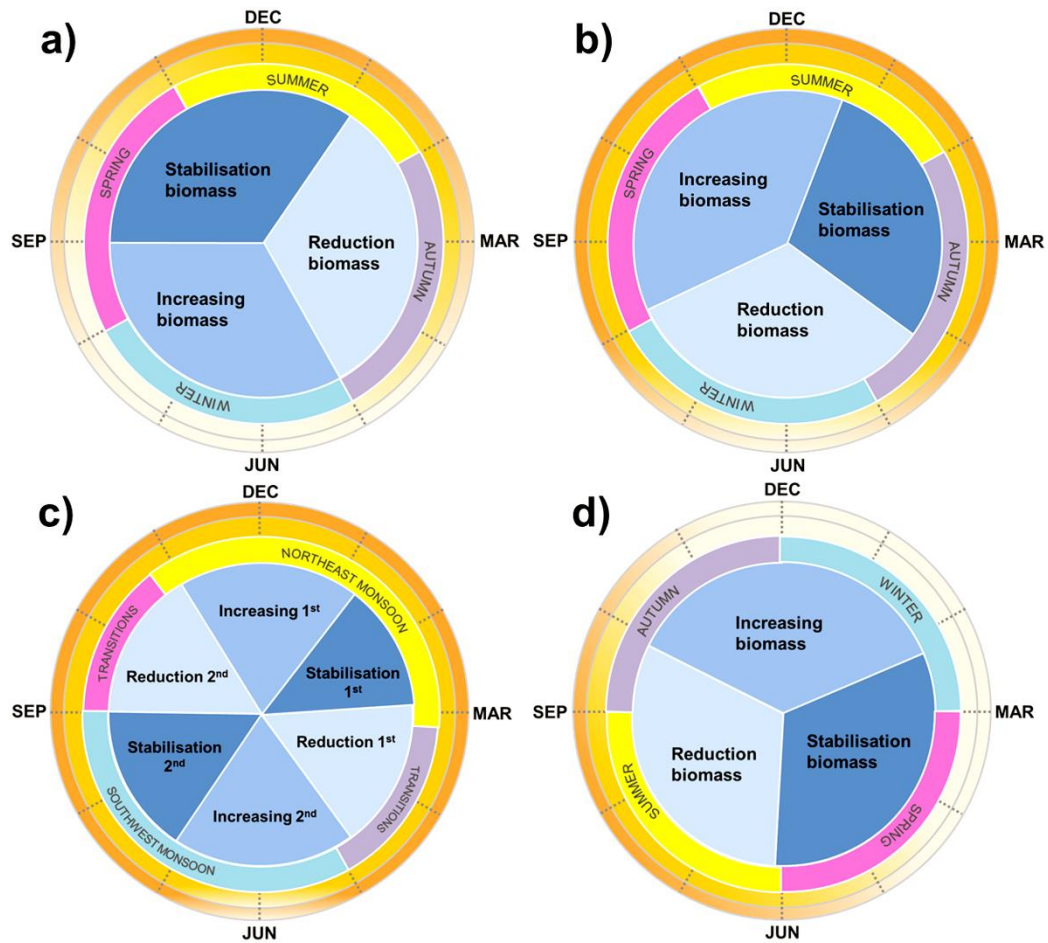 a)
DEC
SUMMER
SPRING
Stabilisation
biomass
SEP
Reduction
biomass
MAR
AUTUMN
Increasing
biomass
WINTER
JUN
b)
DEC
SUMMER
SPRING
Increasing
biomass
Stabilisation
biomass
SEP
MAR
AUTUMN
Reduction
biomass
WINTER
JUN
c)
DEC
NORTHEAST MONSOON
TRANSITIONS
Increasing 1st
Stabilisation
1st
Reduction 2nd
SEP
MAR
Reduction 1st
Stabilisation
2nd
TRANSITIONS
Increasing 2nd
SOUTHWEST MONSOON
JUN
d)
DEC
AUTUMN
WINTER
Increasing
biomass
SEP
MAR
Reduction
biomass
Stabilisation
biomass
SUMMER
SPRING
JUN